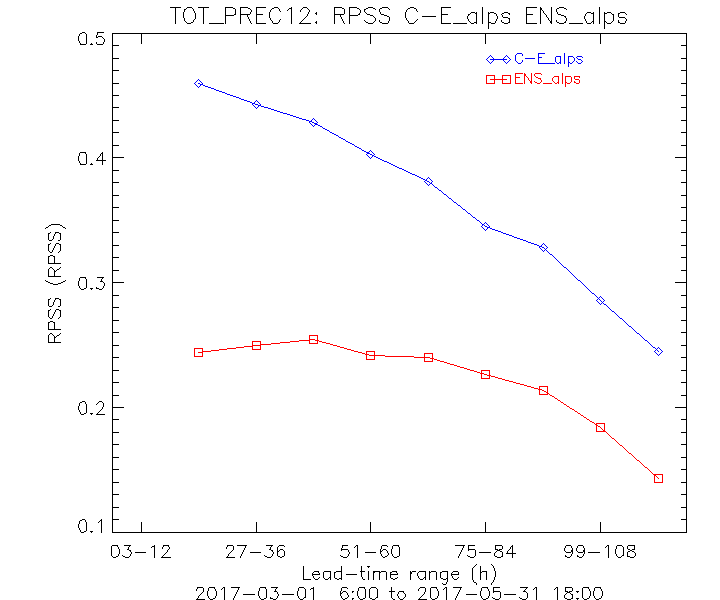 TOT_PREC12: RPSS C-E_alps ENS_alps
C-E_alps
ENS_alps
0.5
0.4
0.3
0.2
0.1
RPSS (RPSS)
03-12 27-36 51-60 75-84 99-108
Lead-time range (h)
2017-03-01 6:00 to 2017-05-31 18:00